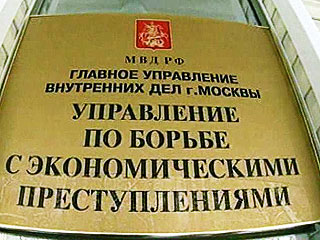 МВД РФ
ГЛАВНОЕ УПРАВЛЕНИЕ
ВНУТРЕННИХ ДЕЛ г. МОСКВЫ
УПРАВЛЕНИЕ
ПО БОРЬБЕ
С ЭКОНОМИЧЕСКИМИ
ПРЕСТУПЛЕНИЯМИ